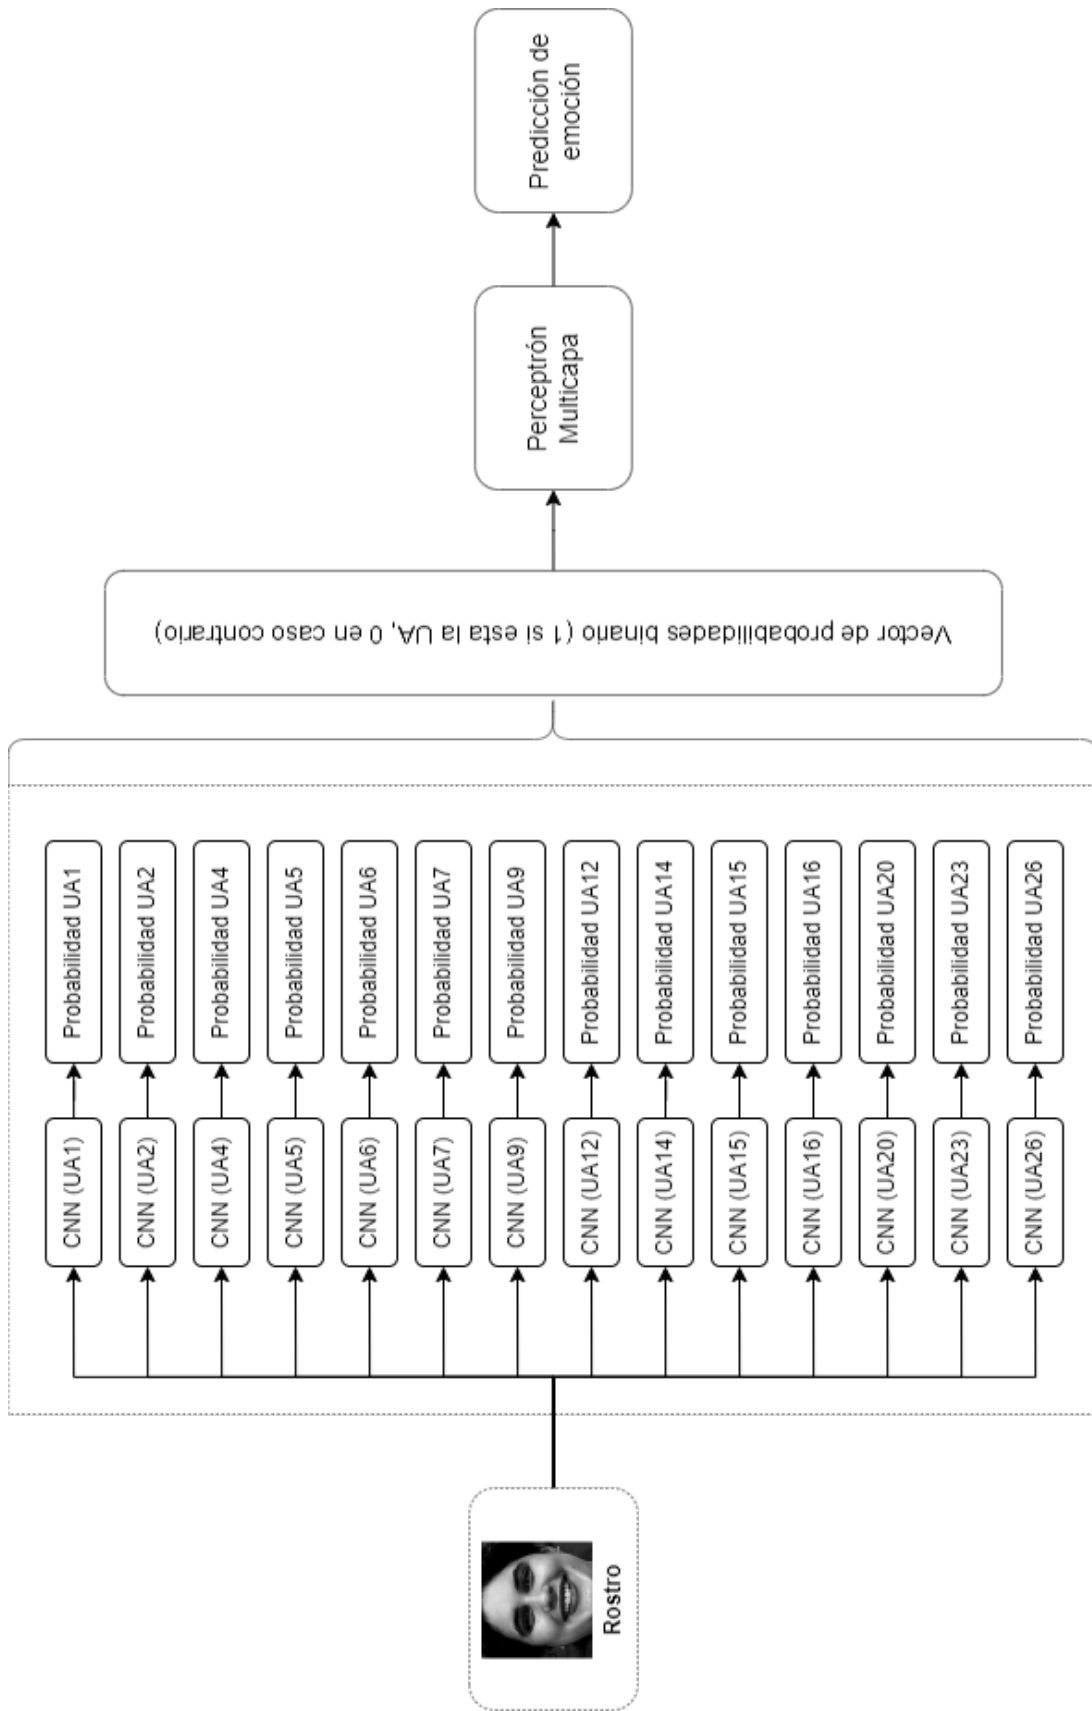 Rostro
CNN (UA1)
CNN (UA2)
CNN (UA4)
CNN (UA5)
CNN (UA6)
CNN (UA7)
CNN (UA9)
CNN (UA12)
CNN (UA14)
CNN (UA15)
CNN (UA16)
CNN (UA20)
CNN (UA23)
CNN (UA26)
Probabilidad UA1
Probabilidad UA2
Probabilidad UA4
Probabilidad UA5
Probabilidad UA6
Probabilidad UA7
Probabilidad UA9
Probabilidad UA12
Probabilidad UA14
Probabilidad UA15
Probabilidad UA16
Probabilidad UA20
Probabilidad UA23
Probabilidad UA26
Vector de probabilidades binario (1 si esta la UA, 0 en caso contrario)
Perceptrón
Multicapa
Predicción de
emoción